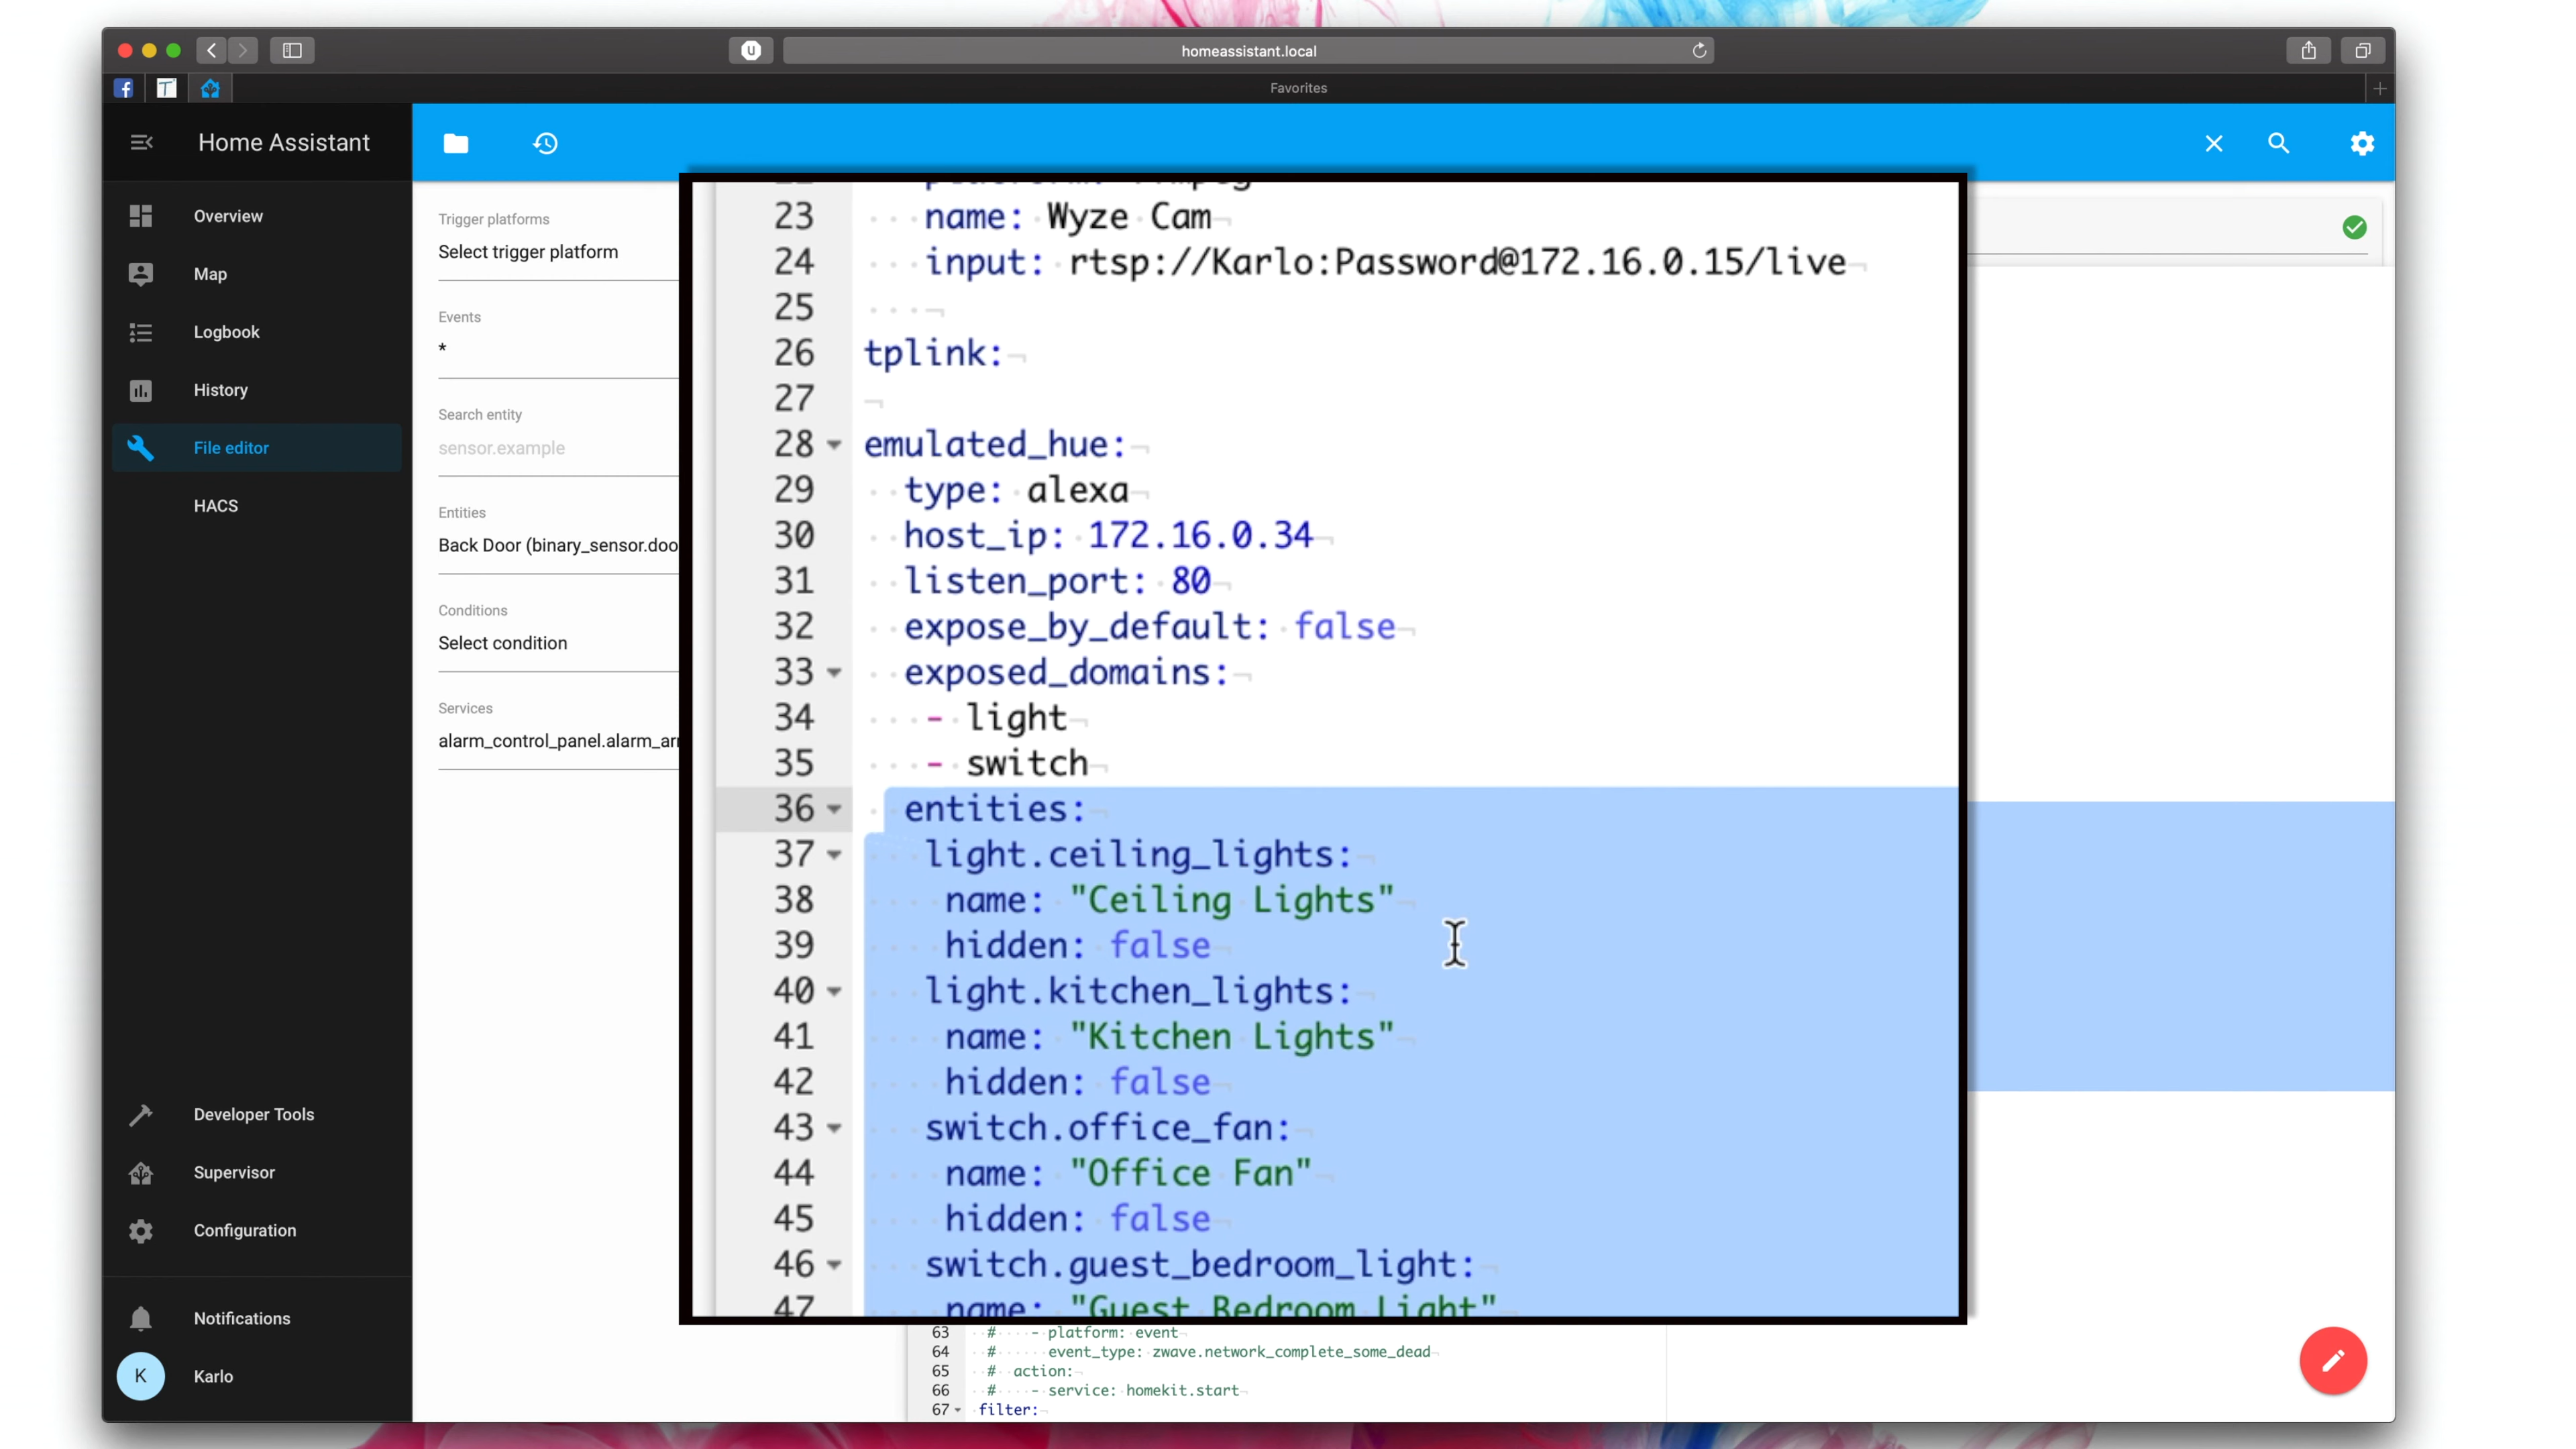 homeassistant.local
Favorites
Home Assistant
Overview
Map
Logbook
History
File editor
HACS
Developer Tools
Supervisor
Configuration
Notifications
K
Karlo
Trigger platforms
Select trigger platform
Events
*
Search entity
sensor.example
Entities
Back Door (binary_sensor.doo
Conditions
Select condition
Services
alarm_control_panel.alarm_arr
23 name: Wyze Cam
24 input: rtsp://Karlo:Password@172.16.0.15/live
25
26 tplink:
27
28 emulated_hue:
29 type: alexa
30 host_ip: 172.16.0.34
31 listen_port: 80
32 expose_by_default: false
33 exposed_domains:
34 - light
35 - switch
36 entities:
37 light.ceiling_lights:
38 name: "Ceiling Lights"
39 hidden: false
40 light.kitchen_lights:
41 name: "Kitchen Lights"
42 hidden: false
43 switch.office_fan:
44 name: "Office Fan"
45 hidden: false
46 switch.guest_bedroom_light:
47 name: "Guest Bedroom Light"
63 # - platform: event
64 # event_type: zwave.network_complete_some_dead
65 # action:
66 # - service: homekit.start
67 filter: